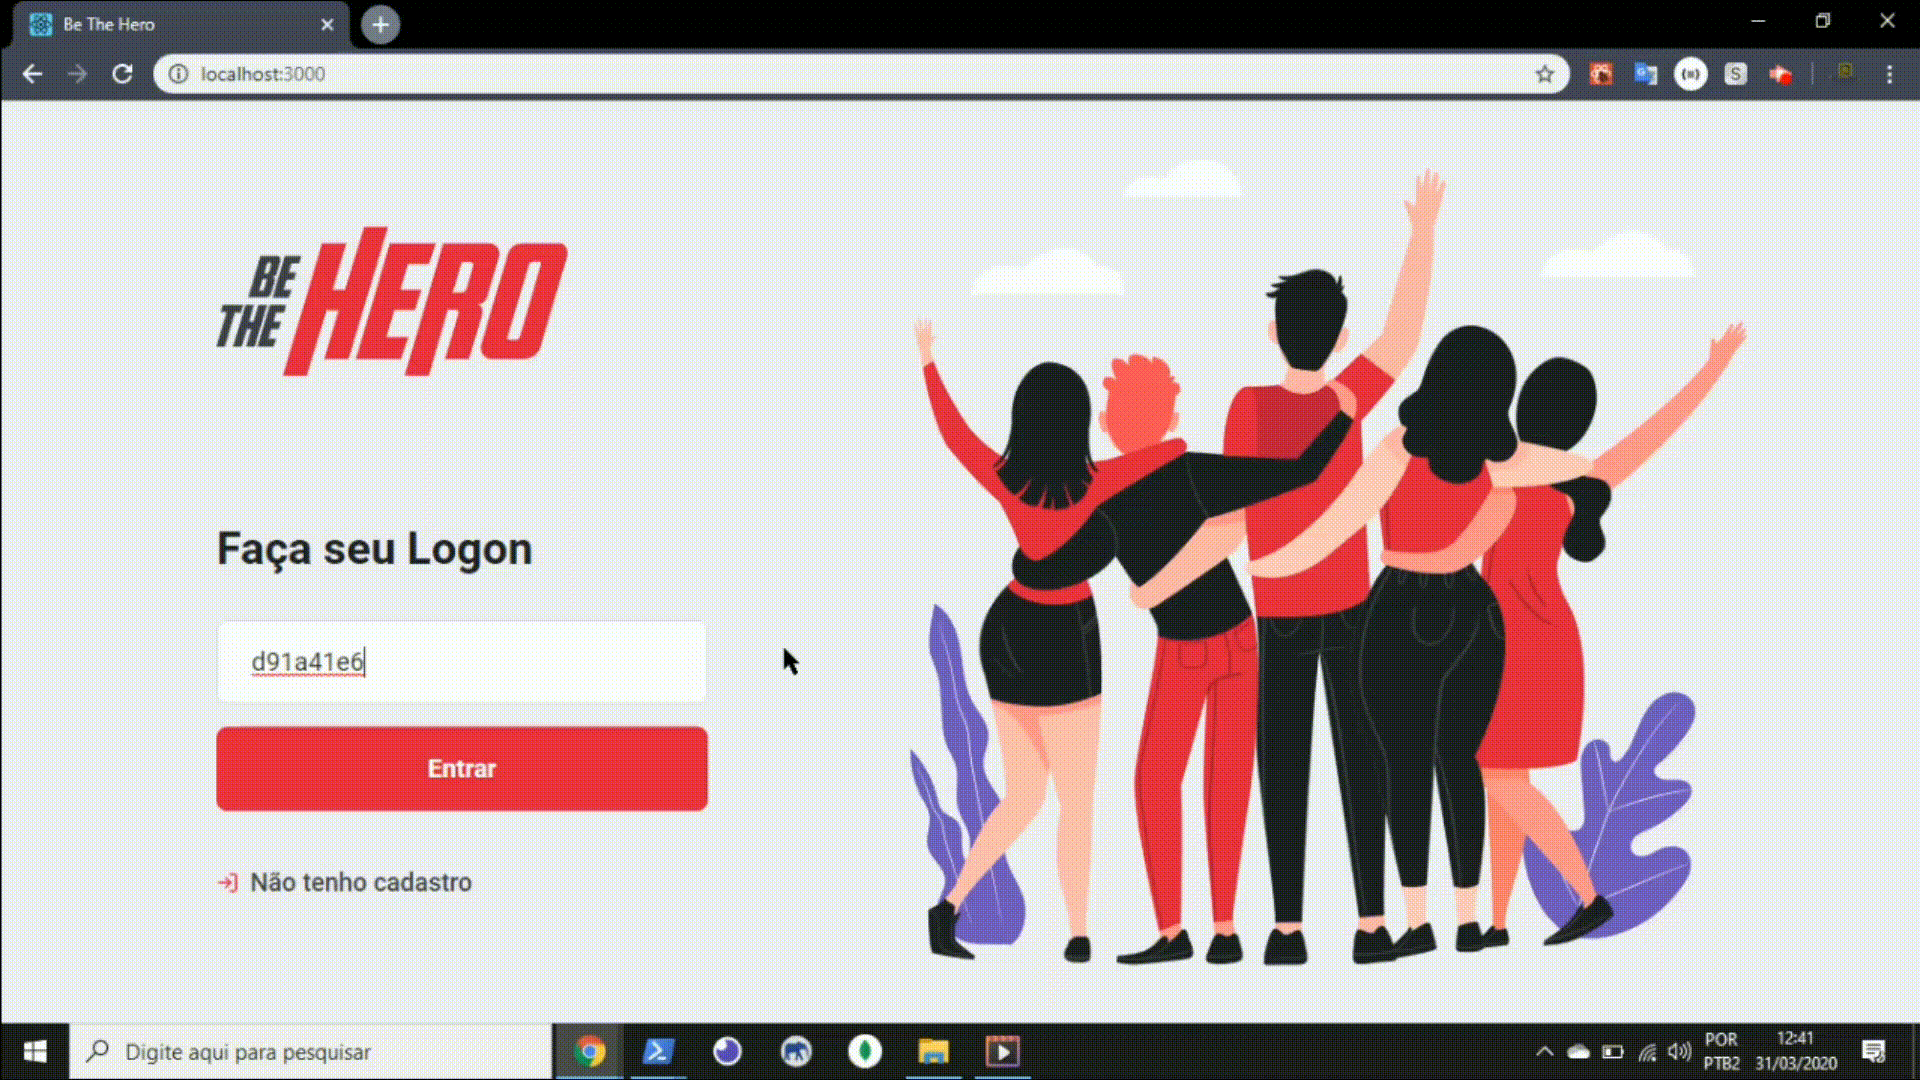 Be The Hero
localhost:3000
BE
THE
HERO
Faça seu Logon
d91a41e6
Entrar
Não tenho cadastro
Digite aqui para pesquisar
POR
PTB2
12:41
31/03/2020